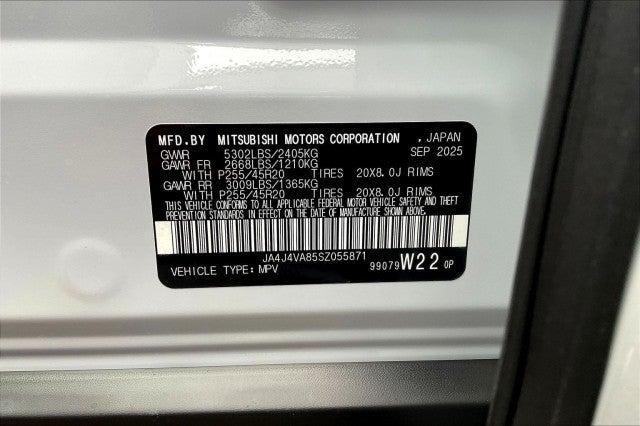 MFD.BY MITSUBISHI MOTORS CORPORATION , JAPAN
GVWR 5302LBS/2405KG SEP 2025
GAWR FR 2668LBS/1210KG
WITH P255/45R20 TIRES 20X8.0J RIMS
GAWR RR 3009LBS/1365KG
WITH P255/45R20 TIRES 20X8.0J RIMS
THIS VEHICLE CONFORMS TO ALL APPLICABLE FEDERAL MOTOR VEHICLE SAFETY AND THEFT
PREVENTION STANDARDS IN EFFECT ON THE DATE OF MANUFACTURE SHOWN ABOVE.
JA4J4VA85SZ055871
VEHICLE TYPE: MPV 99079 W22 0P